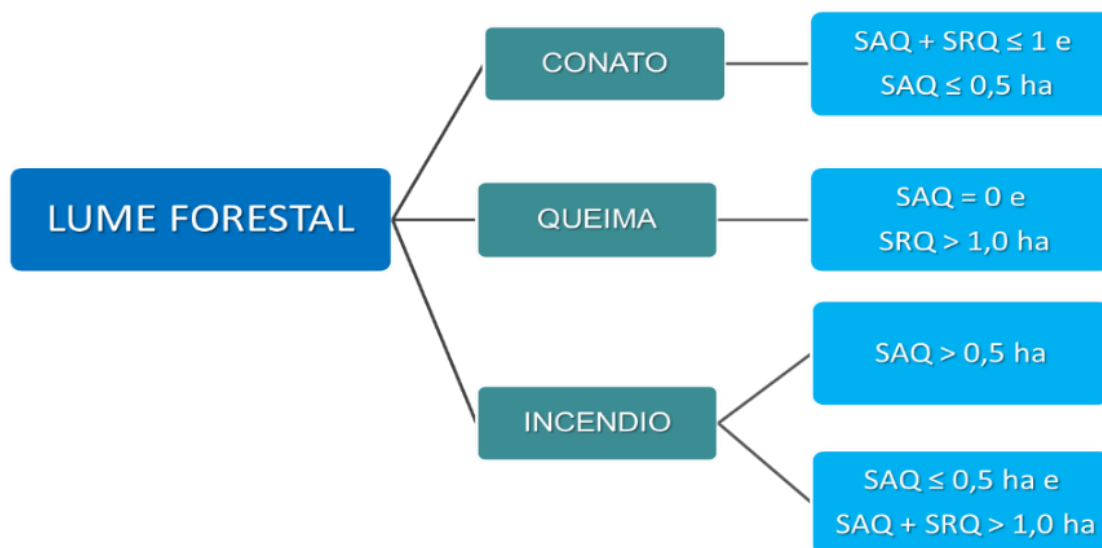 LUME FORESTAL
CONATO
SAQ + SRQ ≤ 1 e
SAQ ≤ 0,5 ha
QUEIMA
SAQ = 0 e
SRQ > 1,0 ha
INCENDIO
SAQ > 0,5 ha
SAQ ≤ 0,5 ha e
SAQ + SRQ > 1,0 ha